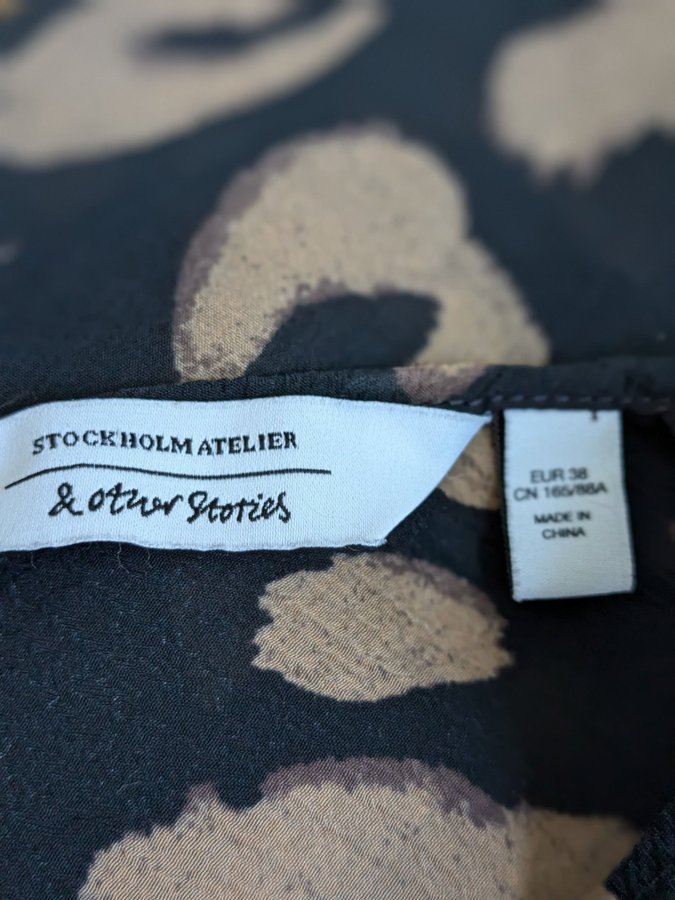 STOCKHOLM ATELIER
& other Stories
EUR 38
CN 165/88A
MADE IN
CHINA